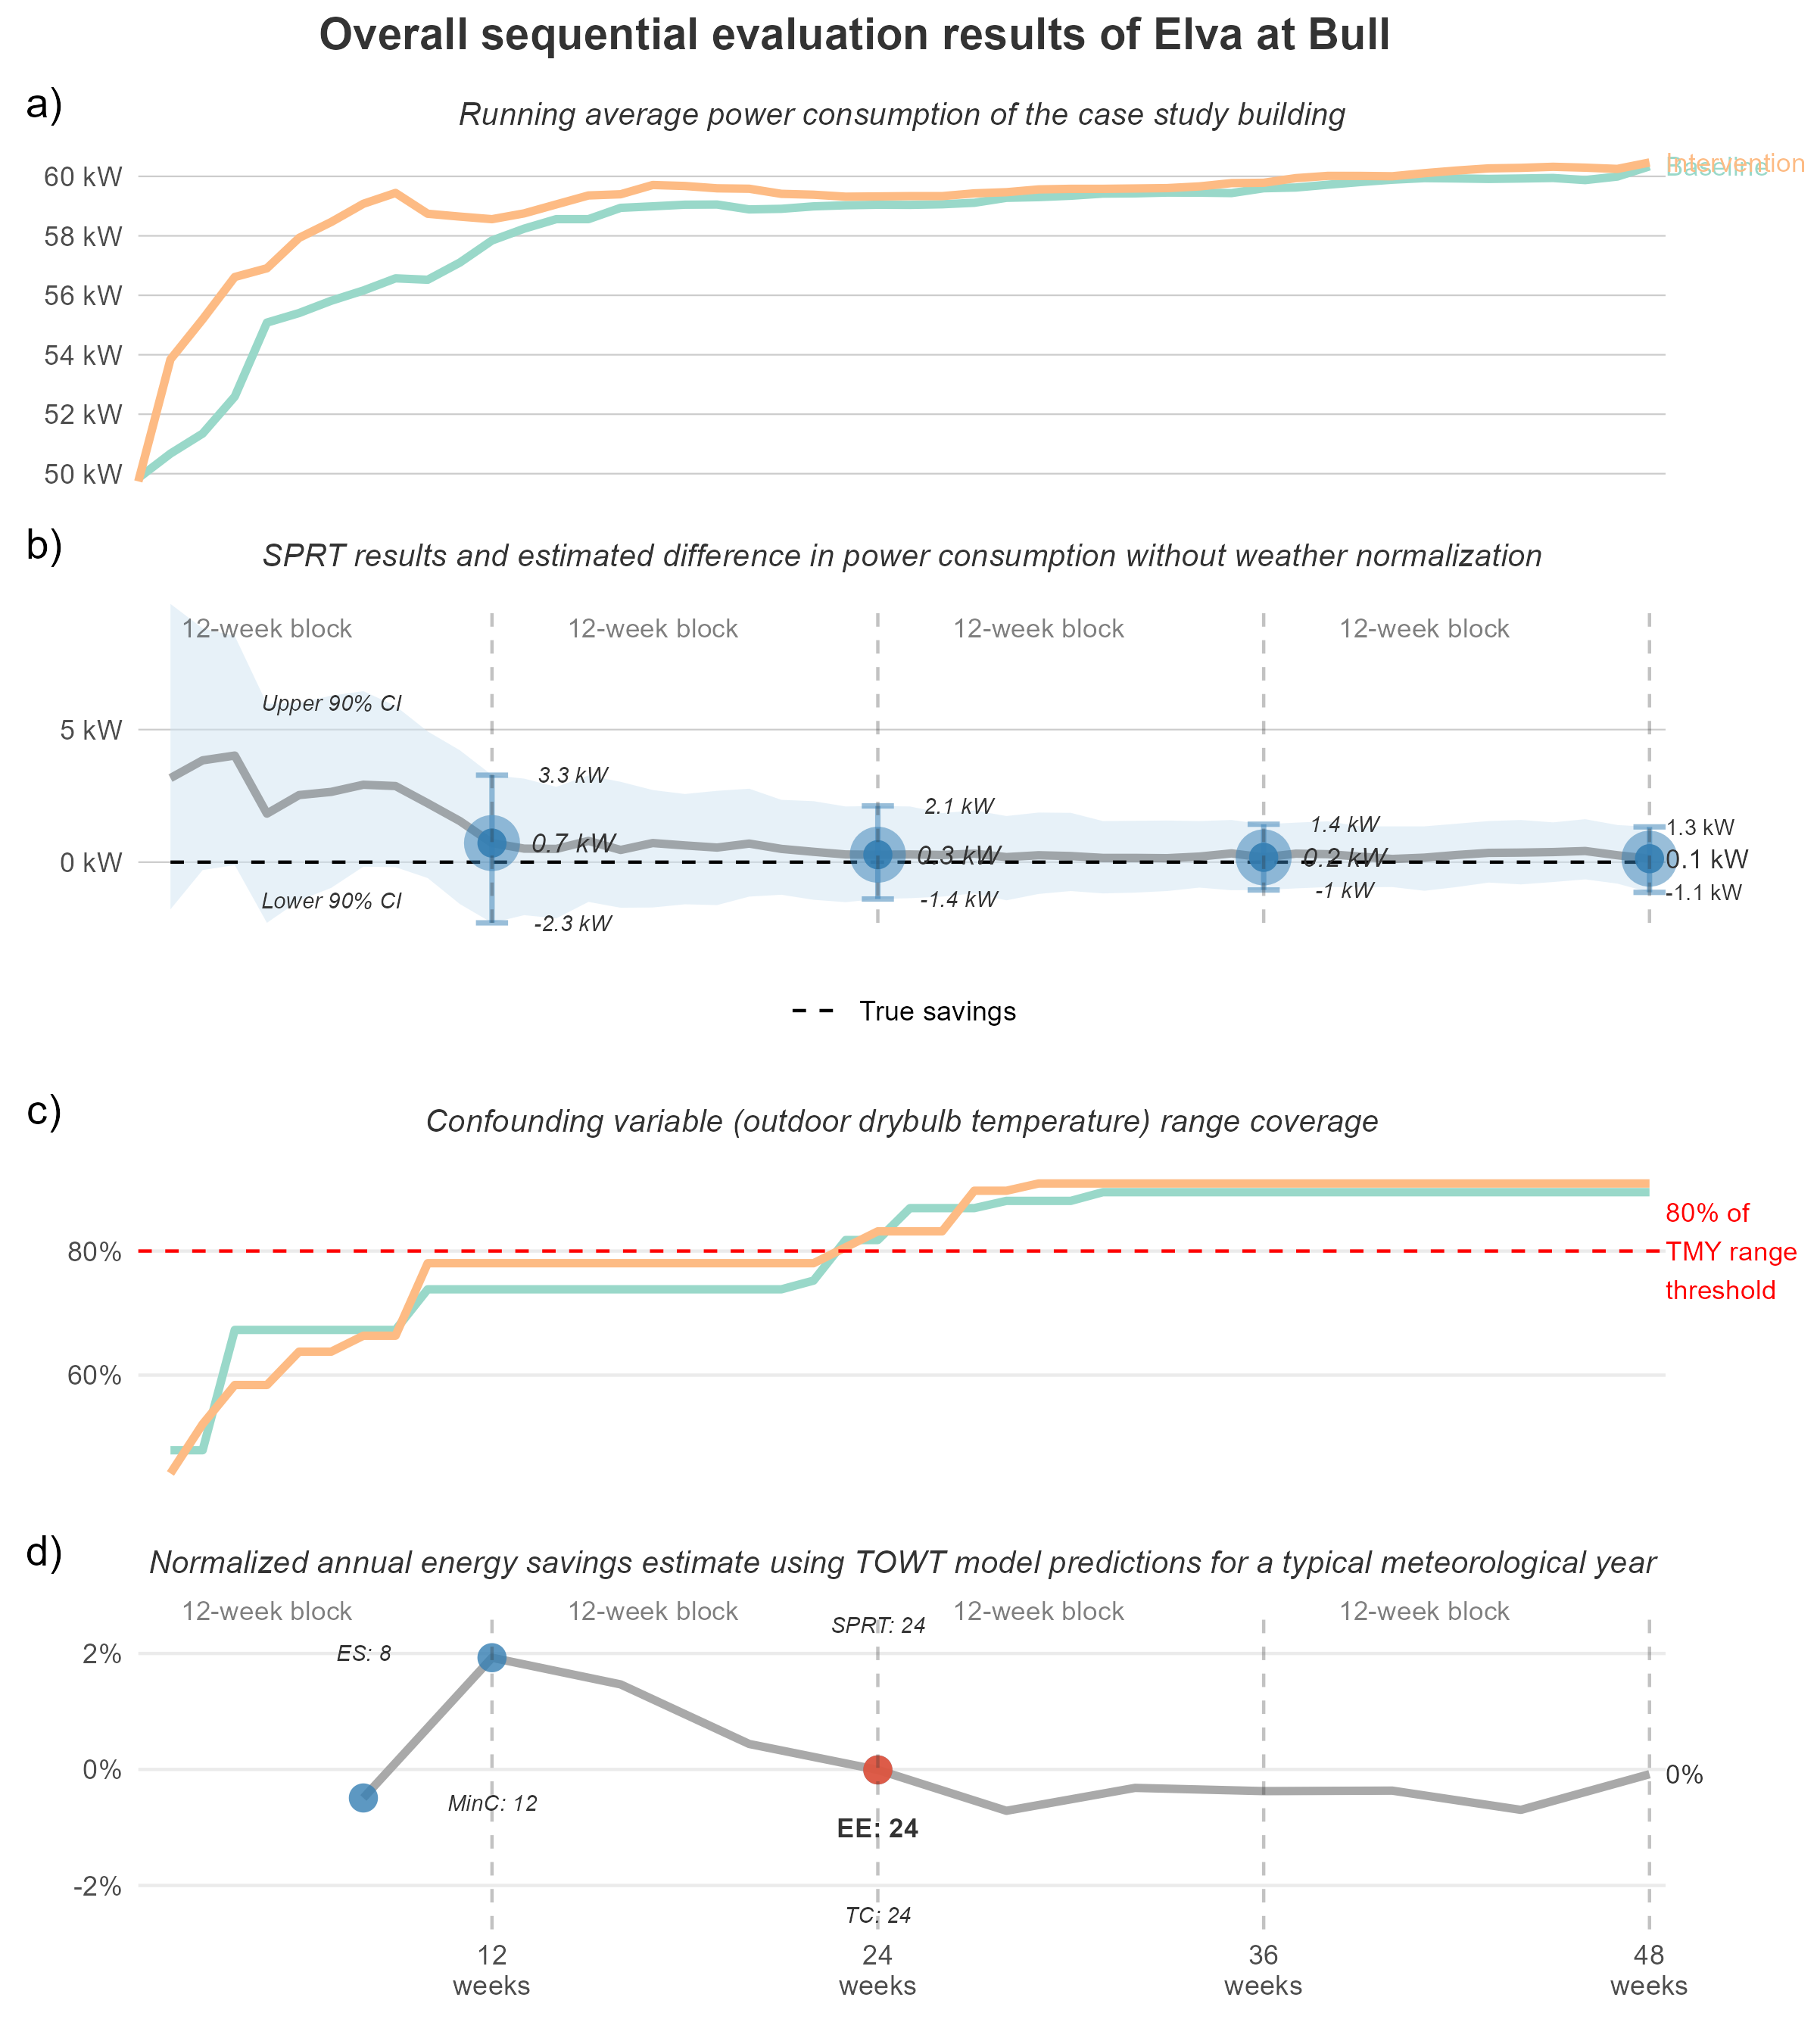 Overall sequential evaluation results of Elva at Bull
a)
Running average power consumption of the case study building
60 kW
58 kW
56 kW
54 kW
52 kW
50 kW
Intervention
Baseline
b)
SPRT results and estimated difference in power consumption without weather normalization
12-week block
12-week block
12-week block
12-week block
Upper 90% CI
Lower 90% CI
5 kW
0 kW
3.3 kW
0.7 kW
-2.3 kW
2.1 kW
0.3 kW
-1.4 kW
1.4 kW
0.2 kW
-1 kW
1.3 kW
0.1 kW
-1.1 kW
True savings
c)
Confounding variable (outdoor drybulb temperature) range coverage
80%
60%
80% of
TMY range
threshold
d)
Normalized annual energy savings estimate using TOWT model predictions for a typical meteorological year
12-week block
12-week block
12-week block
12-week block
2%
0%
-2%
ES: 8
MinC: 12
SPRT: 24
EE: 24
TC: 24
0%
12
weeks
24
weeks
36
weeks
48
weeks